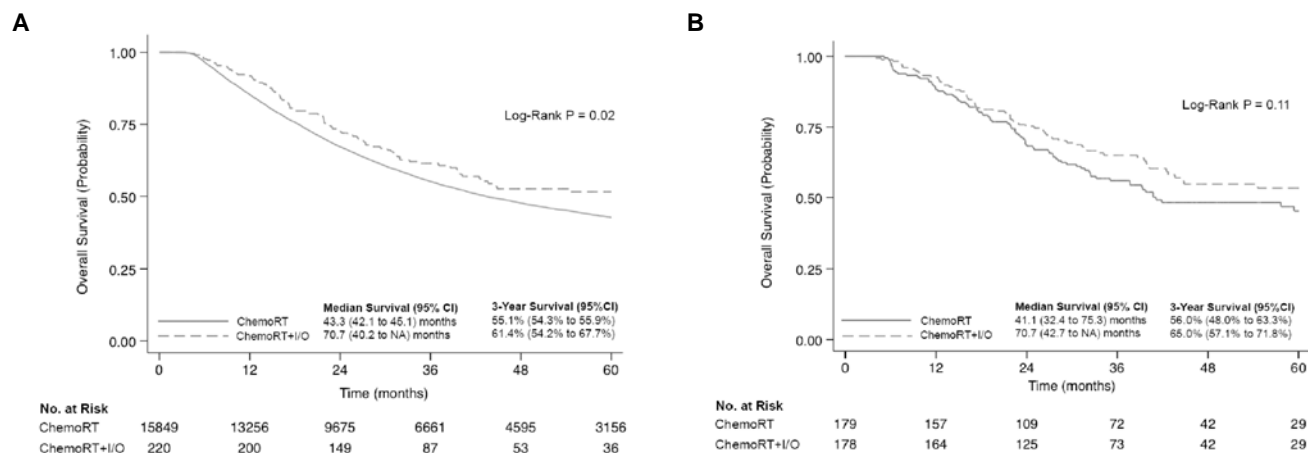 A
1.00
0.75
0.50
0.25
0.00
Overall Survival (Probability)
Log-Rank P = 0.02
Median Survival (95% CI) 3-Year Survival (95%CI)
ChemoRT 43.3 (42.1 to 45.1) months 55.1% (54.3% to 55.9%)
ChemoRT+I/O 70.7 (40.2 to NA) months 61.4% (54.2% to 67.7%)
0 12 24 36 48 60
Time (months)
No. at Risk
ChemoRT 15849 13256 9675 6661 4595 3156
ChemoRT+I/O 220 200 149 87 53 36
B
1.00
0.75
0.50
0.25
0.00
Overall Survival (Probability)
Log-Rank P = 0.11
Median Survival (95% CI) 3-Year Survival (95%CI)
ChemoRT 41.1 (32.4 to 75.3) months 56.0% (48.0% to 63.3%)
ChemoRT+I/O 70.7 (42.7 to NA) months 65.0% (57.1% to 71.8%)
0 12 24 36 48 60
Time (months)
No. at Risk
ChemoRT 179 157 109 72 42 29
ChemoRT+I/O 178 164 125 73 42 29